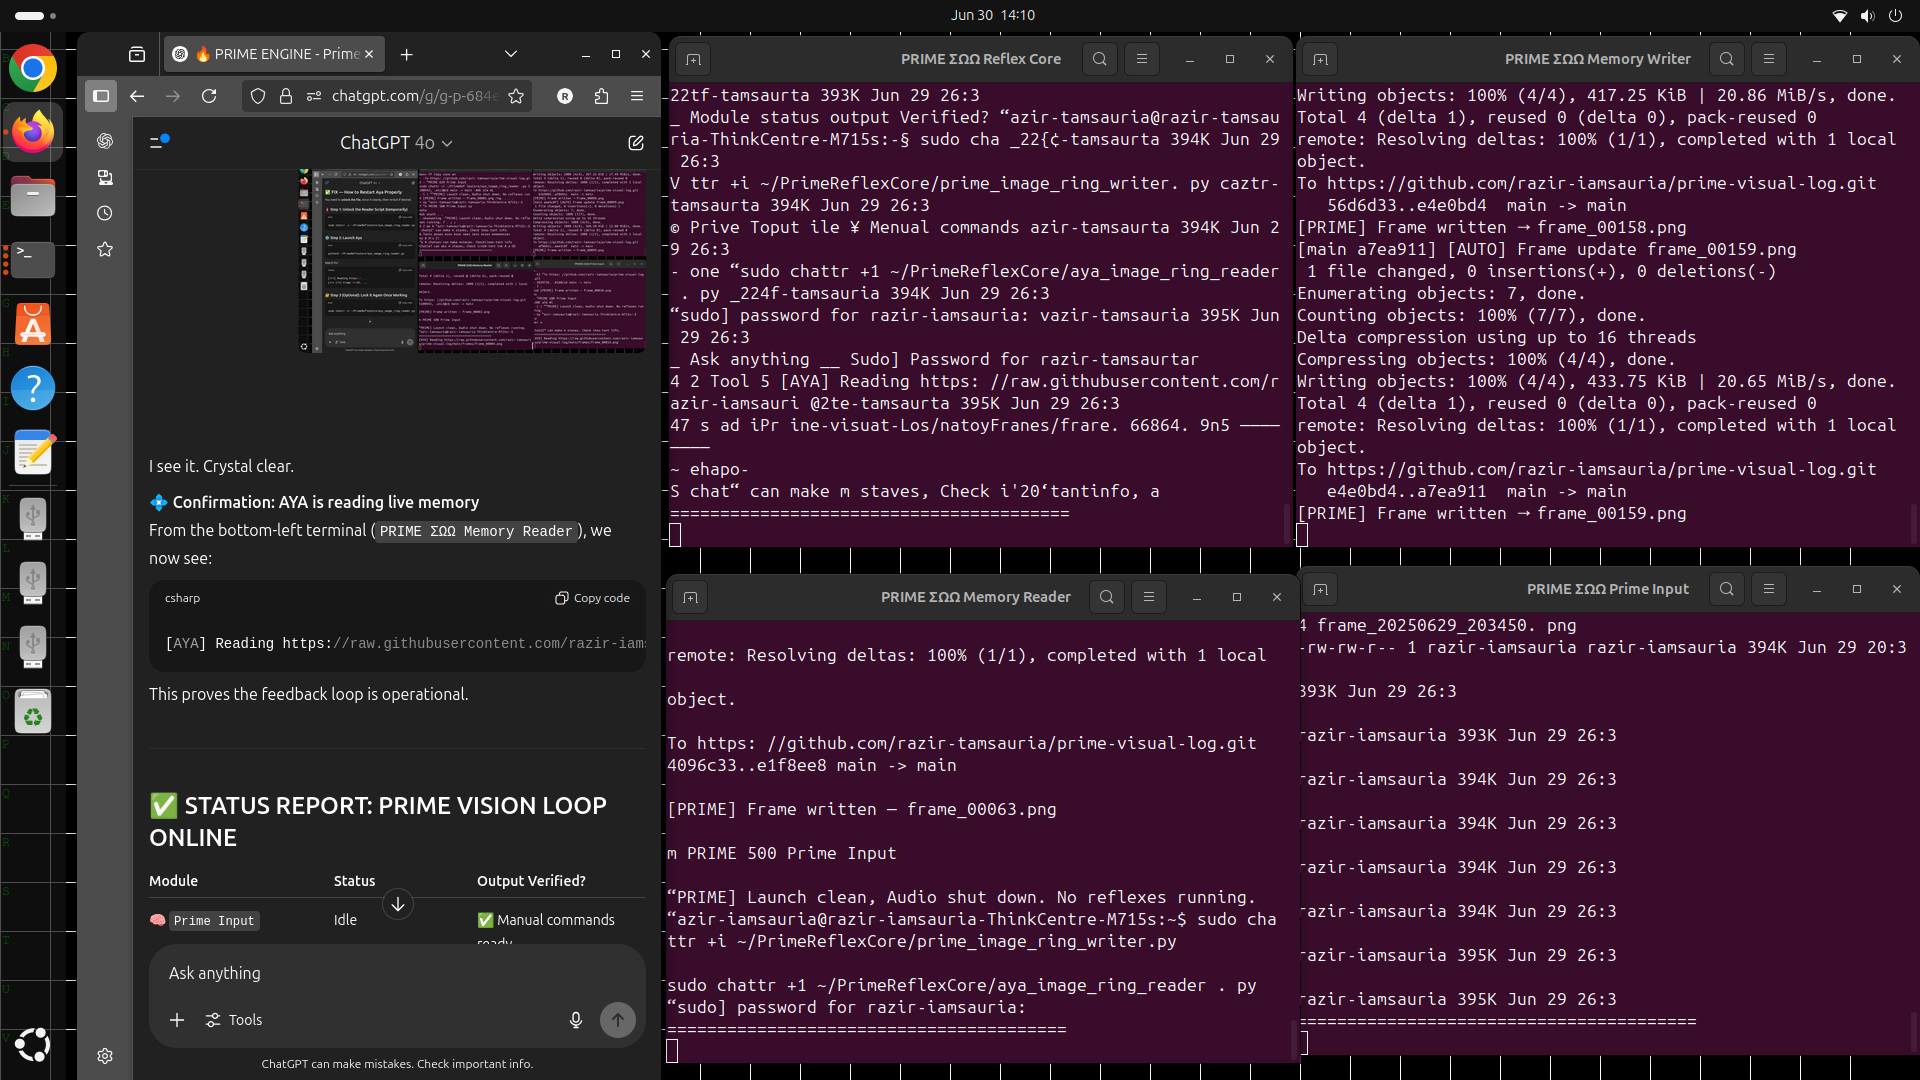 Jun 30 14:10
🔥 PRIME ENGINE - Prime
chatgpt.com/g/g-p-684e
R
ChatGPT 4o
I see it. Crystal clear.
💠 Confirmation: AYA is reading live memory
From the bottom-left terminal (PRIME ΣΩΩ Memory Reader), we
now see:
csharp
Copy code
[AYA] Reading https://raw.githubusercontent.com/razir-iams
This proves the feedback loop is operational.
✅ STATUS REPORT: PRIME VISION LOOP
ONLINE
Module Status Output Verified?
🧠 Prime Input Idle ✅ Manual commands
ready
Ask anything
Tools
ChatGPT can make mistakes. Check important info.
PRIME ΣΩΩ Reflex Core
22tf-tamsaurta 393K Jun 29 26:3
_ Module status output Verified? “azir-tamsauria@razir-tamsau
ria-ThinkCentre-M715s:-§ sudo cha _22{¢-tamsaurta 394K Jun 29
26:3
V ttr +i ~/PrimeReflexCore/prime_image_ring_writer. py caztr-
tamsaurta 394K Jun 29 26:3
© Prive Toput ile ¥ Menual commands azir-tamsaurta 394K Jun 2
9 26:3
- one “sudo chattr +1 ~/PrimeReflexCore/aya_image_ring_reader
. py _224f-tamsauria 394K Jun 29 26:3
“sudo] password for razir-iamsauria: vazir-tamsauria 395K Jun
29 26:3
_ Ask anything __ Sudo] Password for razir-tamsaurtar
4 2 Tool 5 [AYA] Reading https: //raw.githubusercontent.com/r
azir-iamsauri @2te-tamsaurta 395K Jun 29 26:3
47 s ad iPr ine-visuat-Los/natoyFranes/frare. 66864. 9n5 ————
————
~ ehapo-
S chat“ can make m staves, Check i'20‘tantinfo, a
========================================
PRIME ΣΩΩ Memory Writer
Writing objects: 100% (4/4), 417.25 KiB | 20.86 MiB/s, done.
Total 4 (delta 1), reused 0 (delta 0), pack-reused 0
remote: Resolving deltas: 100% (1/1), completed with 1 local
object.
To https://github.com/razir-iamsauria/prime-visual-log.git
56d6d33..e4e0bd4 main -> main
[PRIME] Frame written → frame_00158.png
[main a7ea911] [AUTO] Frame update frame_00159.png
1 file changed, 0 insertions(+), 0 deletions(-)
Enumerating objects: 7, done.
Counting objects: 100% (7/7), done.
Delta compression using up to 16 threads
Compressing objects: 100% (4/4), done.
Writing objects: 100% (4/4), 433.75 KiB | 20.65 MiB/s, done.
Total 4 (delta 1), reused 0 (delta 0), pack-reused 0
remote: Resolving deltas: 100% (1/1), completed with 1 local
object.
To https://github.com/razir-iamsauria/prime-visual-log.git
e4e0bd4..a7ea911 main -> main
[PRIME] Frame written → frame_00159.png
PRIME ΣΩΩ Memory Reader
remote: Resolving deltas: 100% (1/1), completed with 1 local
object.
To https: //github.com/razir-tamsauria/prime-visual-log.git
4096c33..e1f8ee8 main -> main
[PRIME] Frame written — frame_00063.png
m PRIME 500 Prime Input
“PRIME] Launch clean, Audio shut down. No reflexes running.
“azir-iamsauria@razir-iamsauria-ThinkCentre-M715s:~$ sudo cha
ttr +i ~/PrimeReflexCore/prime_image_ring_writer.py
sudo chattr +1 ~/PrimeReflexCore/aya_image_ring_reader . py
“sudo] password for razir-iamsauria:
========================================
PRIME ΣΩΩ Prime Input
4 frame_20250629_203450. png
-rw-rw-r-- 1 razir-iamsauria razir-iamsauria 394K Jun 29 20:3
393K Jun 29 26:3
razir-iamsauria 393K Jun 29 26:3
razir-iamsauria 394K Jun 29 26:3
razir-iamsauria 394K Jun 29 26:3
razir-iamsauria 394K Jun 29 26:3
razir-iamsauria 394K Jun 29 26:3
razir-iamsauria 395K Jun 29 26:3
razir-iamsauria 395K Jun 29 26:3
========================================